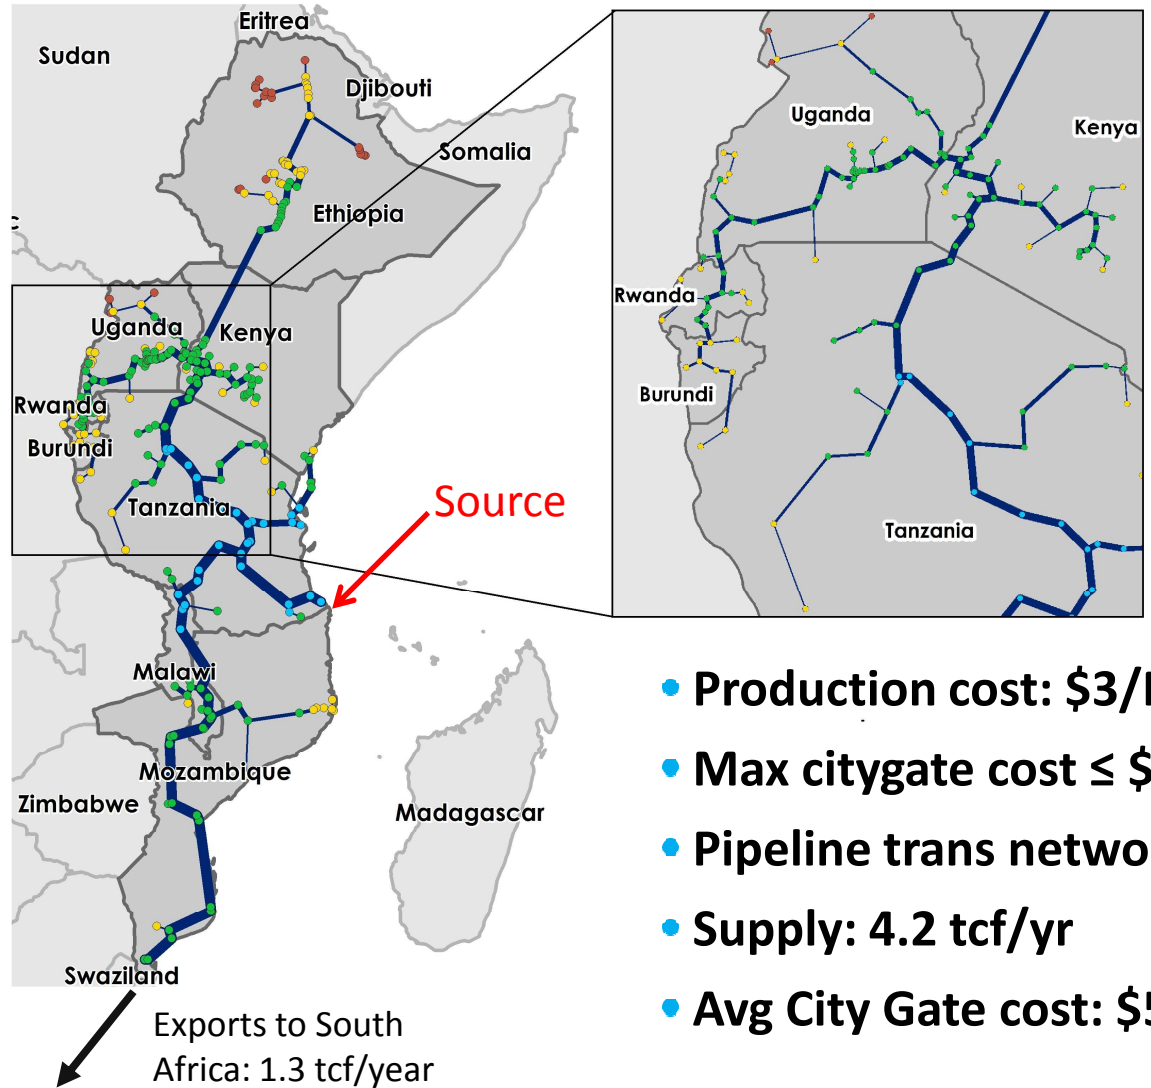 Eritrea
Sudan
Djibouti
Somalia
Ethiopia
Uganda
Kenya
Rwanda
Burundi
Tanzania
Source
Malawi
Mozambique
Zimbabwe
Madagascar
Swaziland
Exports to South
Africa: 1.3 tcf/year
Uganda
Kenya
Rwanda
Burundi
Tanzania
• Production cost: $3/
• Max citygate cost ≤ $
• Pipeline trans netwo
• Supply: 4.2 tcf/yr
• Avg City Gate cost: $5